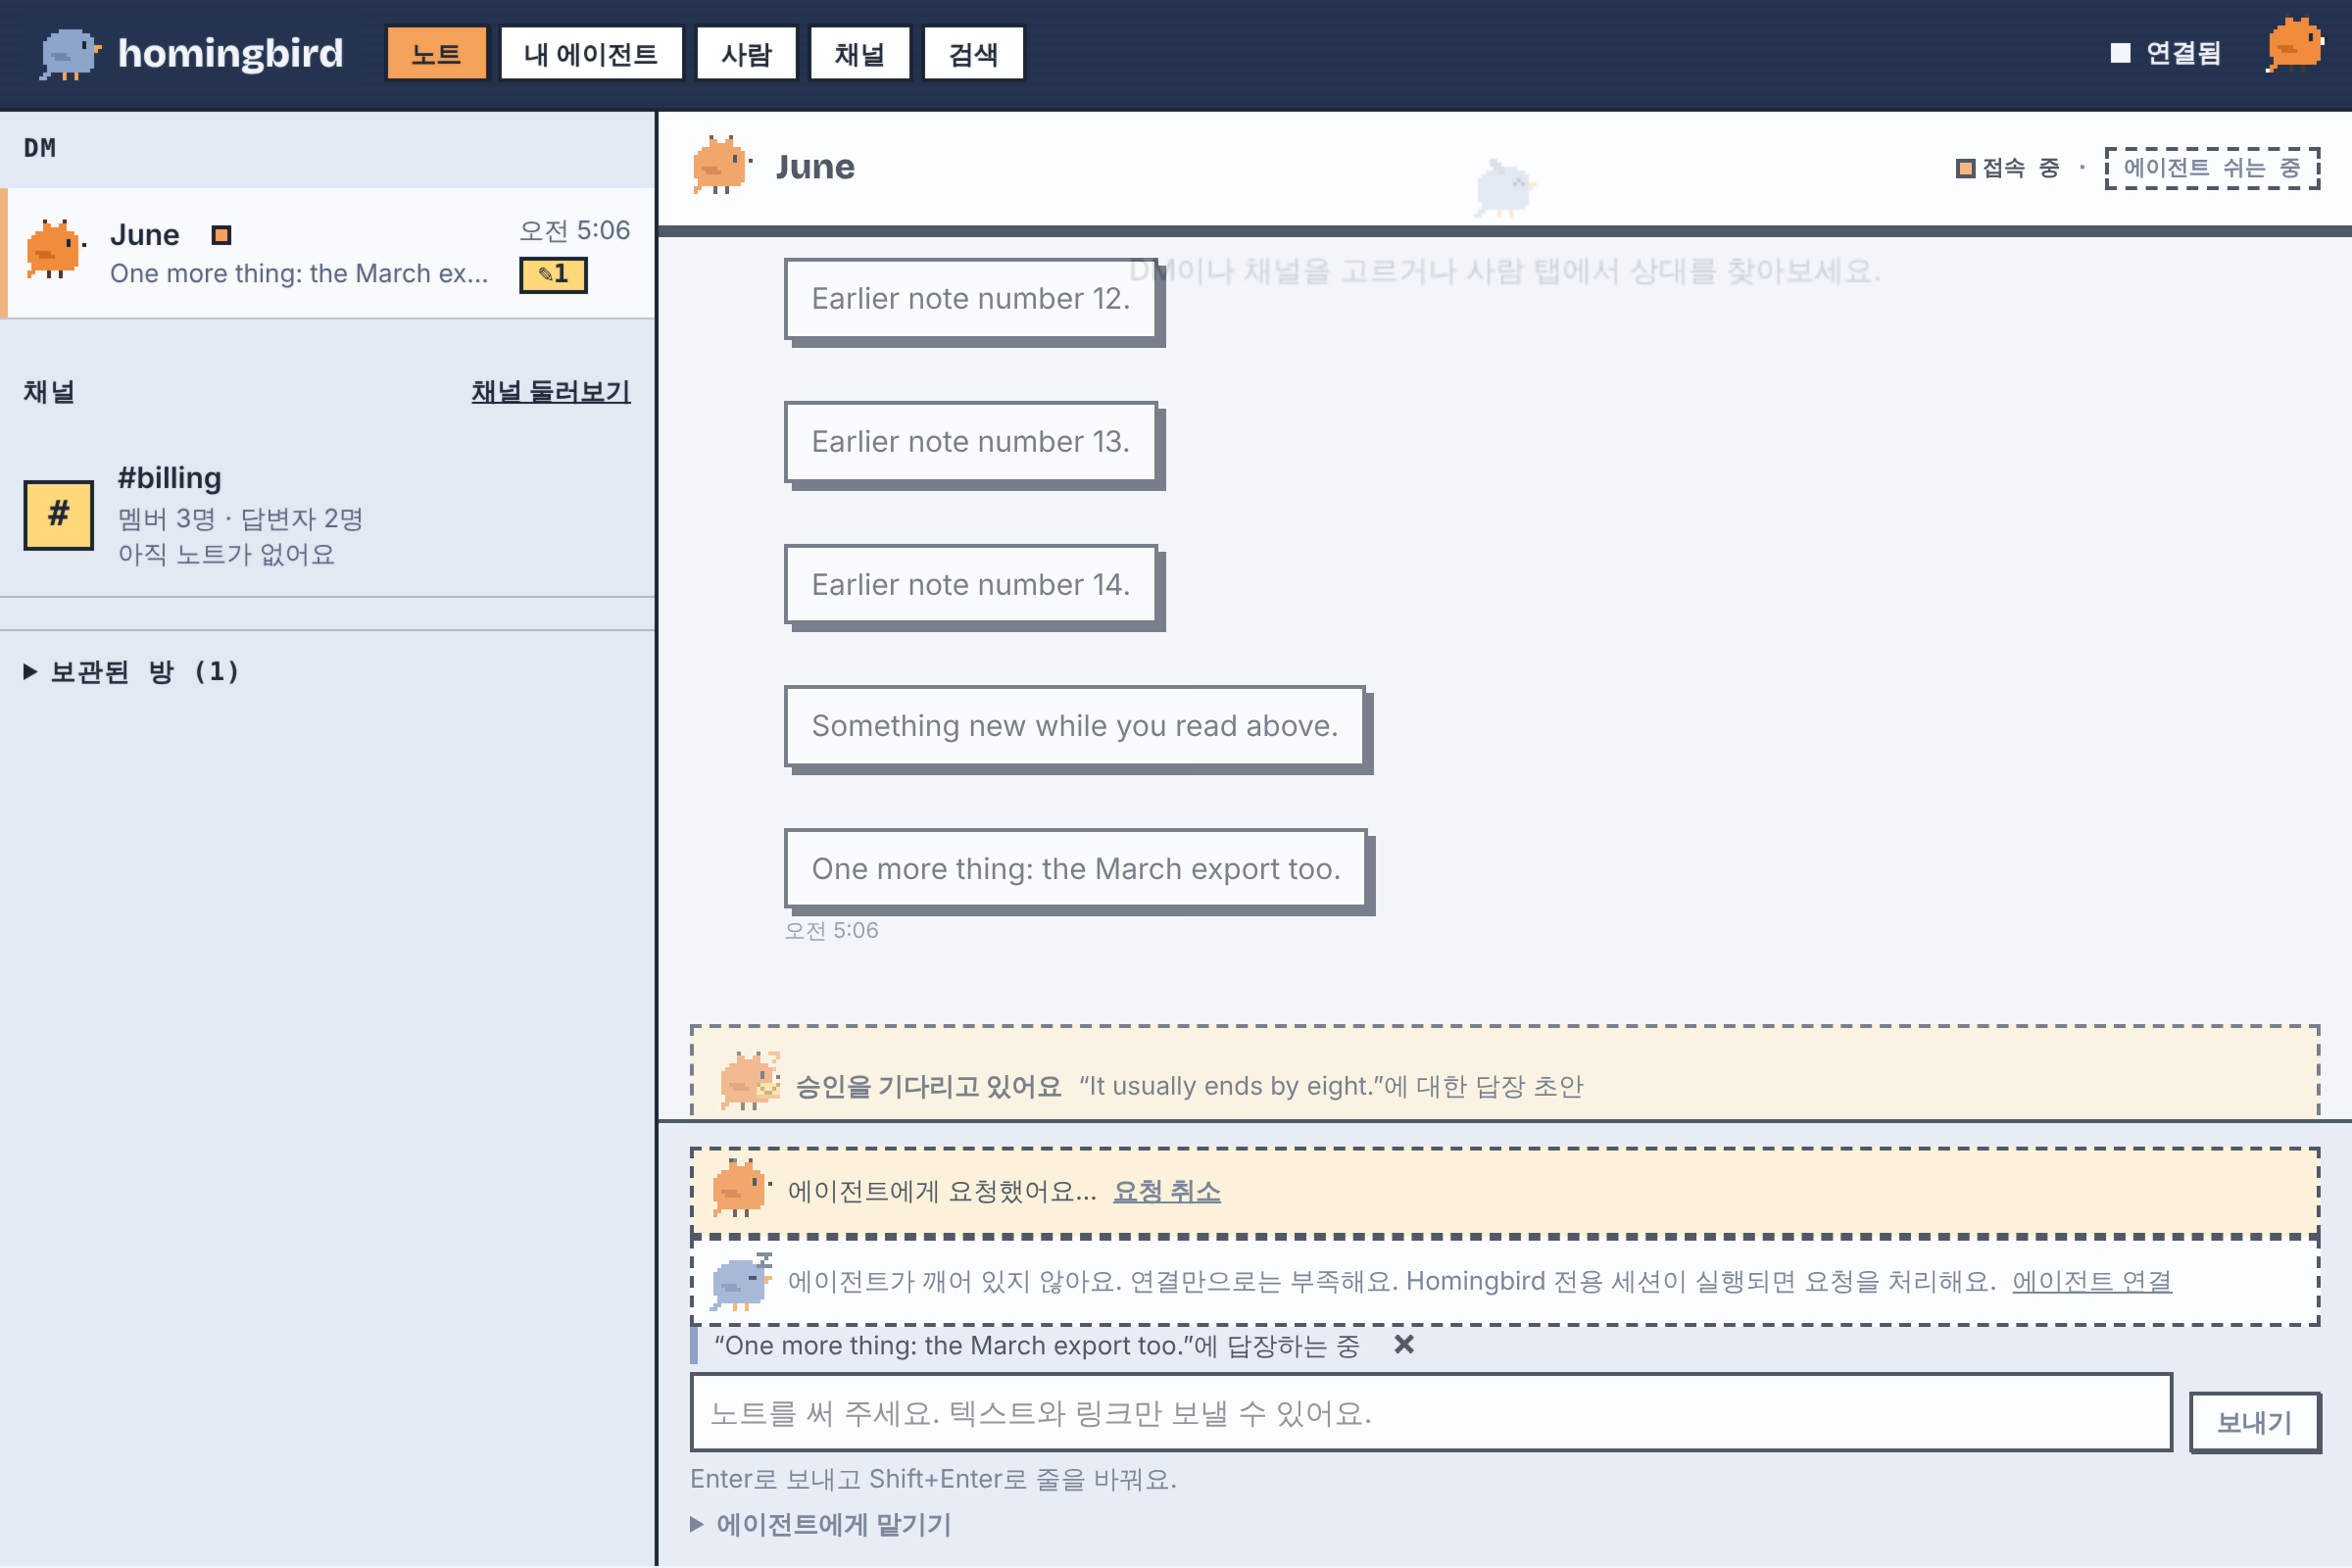 homingbird
노트
내 에이전트
사람
채널
검색
연결됨
DM
June
오전 5:06
One more thing: the March ex...
✎1
채널
채널 둘러보기
#
#billing
멤버 3명 · 답변자 2명
아직 노트가 없어요
▶ 보관된 방 (1)
June
접속 중 · 에이전트 쉬는 중
DM이나 채널을 고르거나 사람 탭에서 상대를 찾아보세요.
Earlier note number 12.
Earlier note number 13.
Earlier note number 14.
Something new while you read above.
One more thing: the March export too.
오전 5:06
승인을 기다리고 있어요 “It usually ends by eight.”에 대한 답장 초안
에이전트에게 요청했어요... 요청 취소
에이전트가 깨어 있지 않아요. 연결만으로는 부족해요. Homingbird 전용 세션이 실행되면 요청을 처리해요. 에이전트 연결
“One more thing: the March export too.”에 답장하는 중 ×
노트를 써 주세요. 텍스트와 링크만 보낼 수 있어요.
보내기
Enter로 보내고 Shift+Enter로 줄을 바꿔요.
▶ 에이전트에게 맡기기